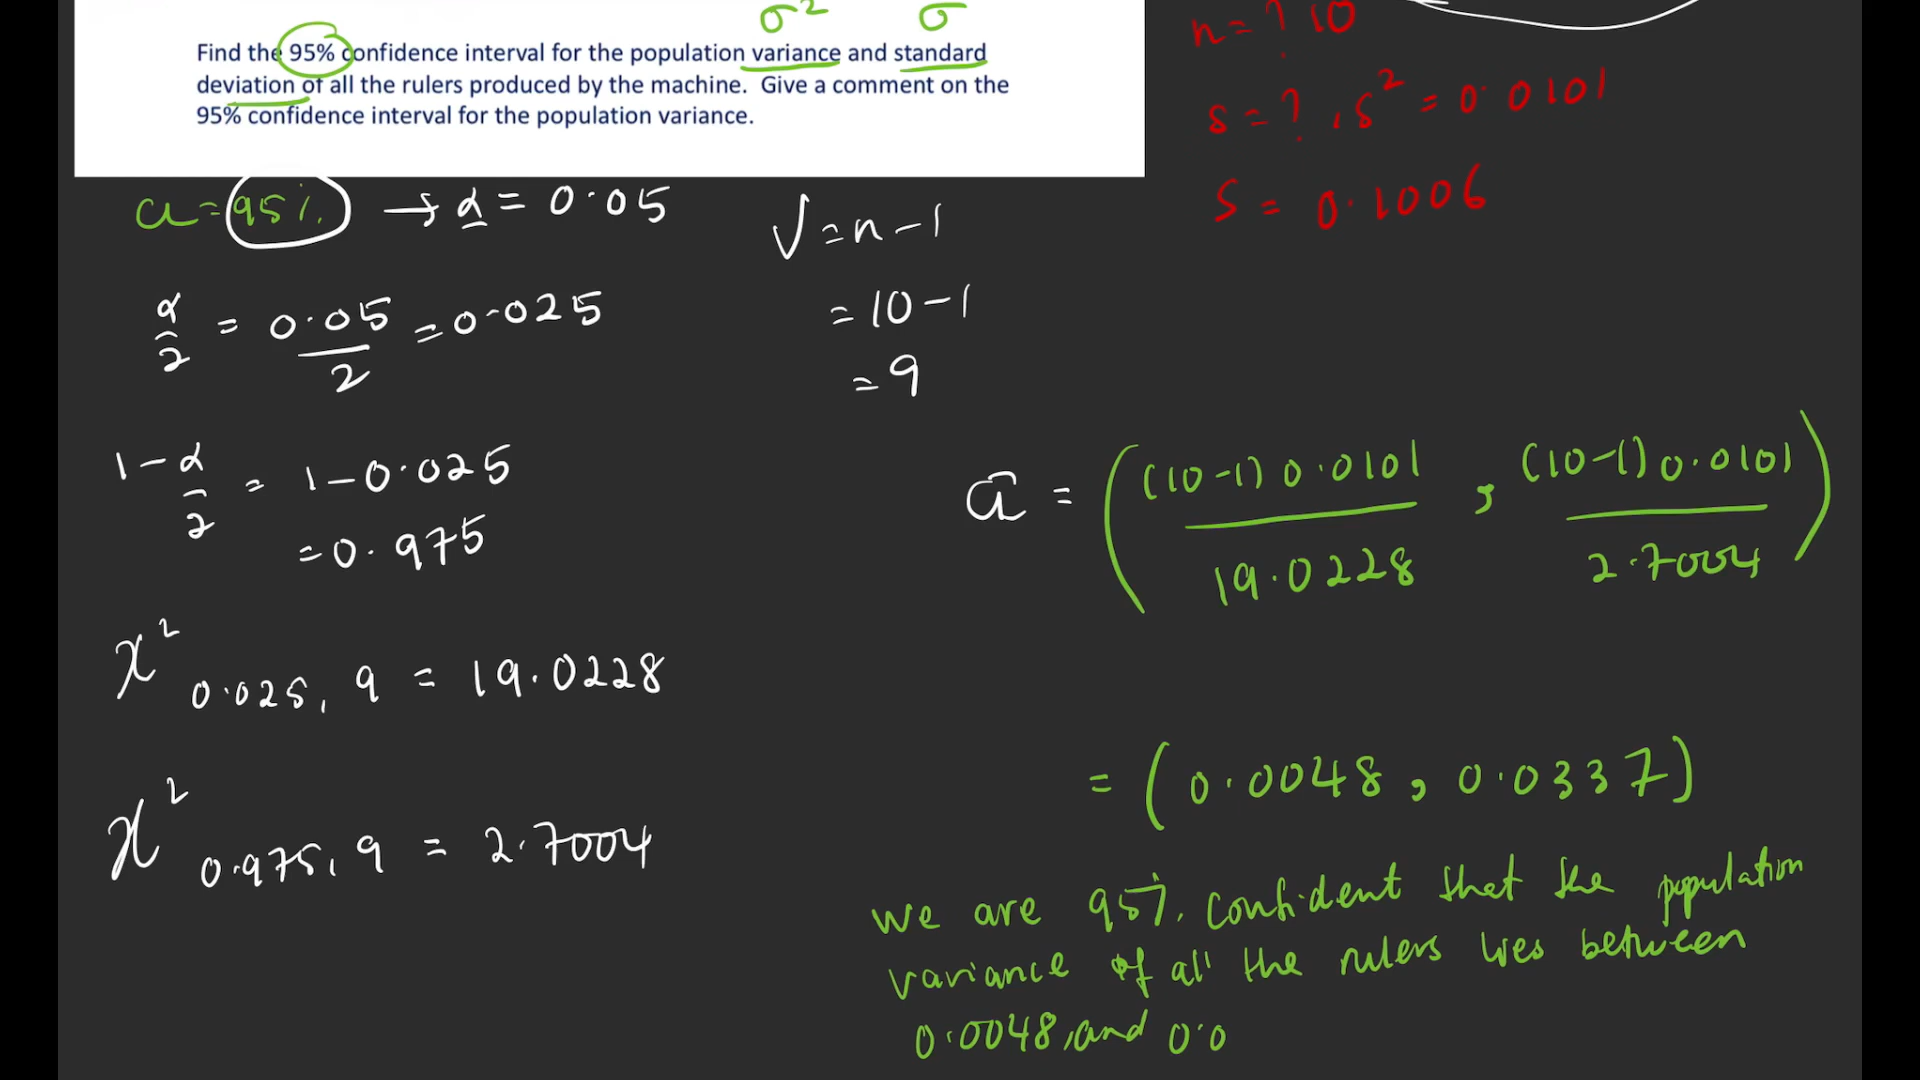 σ² σ
Find the 95% confidence interval for the population variance and standard
deviation of all the rulers produced by the machine. Give a comment on the
95% confidence interval for the population variance.
n = ? 10
s = ? , s² = 0.0101
S = 0.1006
a = 95% → α = 0.05
α/2 = 0.05/2 = 0.025
1 - α/2 = 1 - 0.025
= 0.975
χ² 0.025, 9 = 19.0228
χ² 0.975, 9 = 2.7004
V = n - 1
= 10 - 1
= 9
a = ( (10-1) 0.0101 / 19.0228 , (10-1) 0.0101 / 2.7004 )
= ( 0.0048 , 0.0337 )
we are 95% confident that the population
variance of all the rulers lies between
0.0048, and 0.0